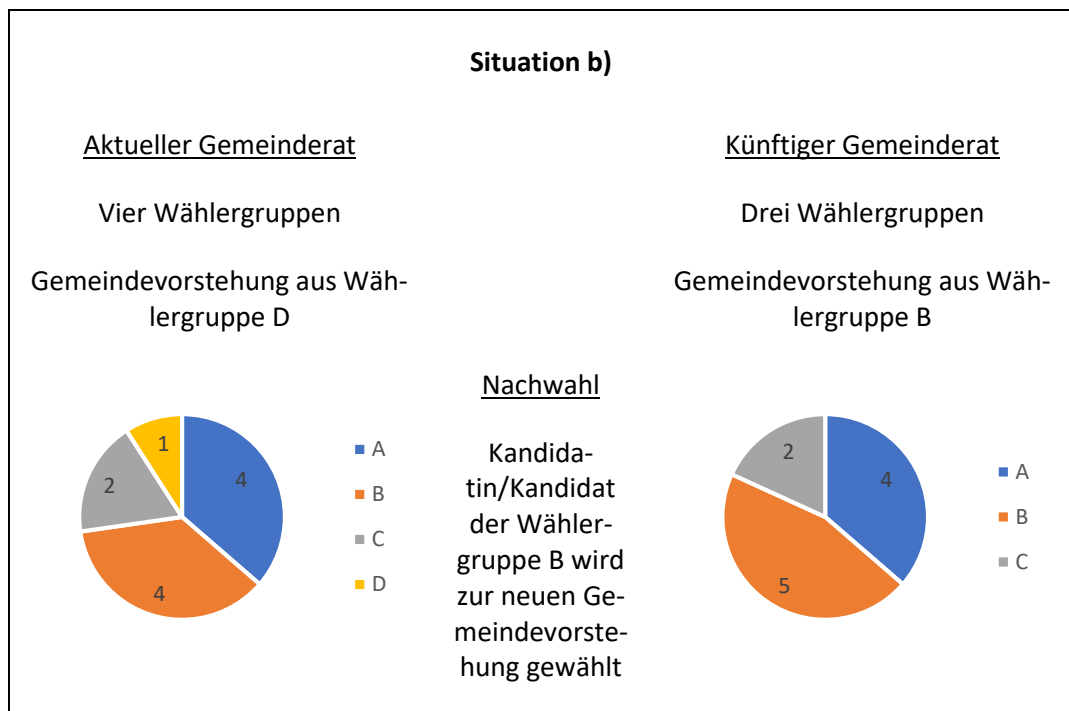 Situation b)
Aktueller Gemeinderat
Vier Wählergruppen
Gemeindevorstehung aus Wäh-
lergruppe D
Künftiger Gemeinderat
Drei Wählergruppen
Gemeindevorstehung aus Wäh-
lergruppe B
Nachwahl
Kandida-
tin/Kandidat
der Wähler-
gruppe B wird
zur neuen Ge-
meindevorste-
hung gewählt
1
4
2
4
A
B
C
D
2
4
5
A
B
C